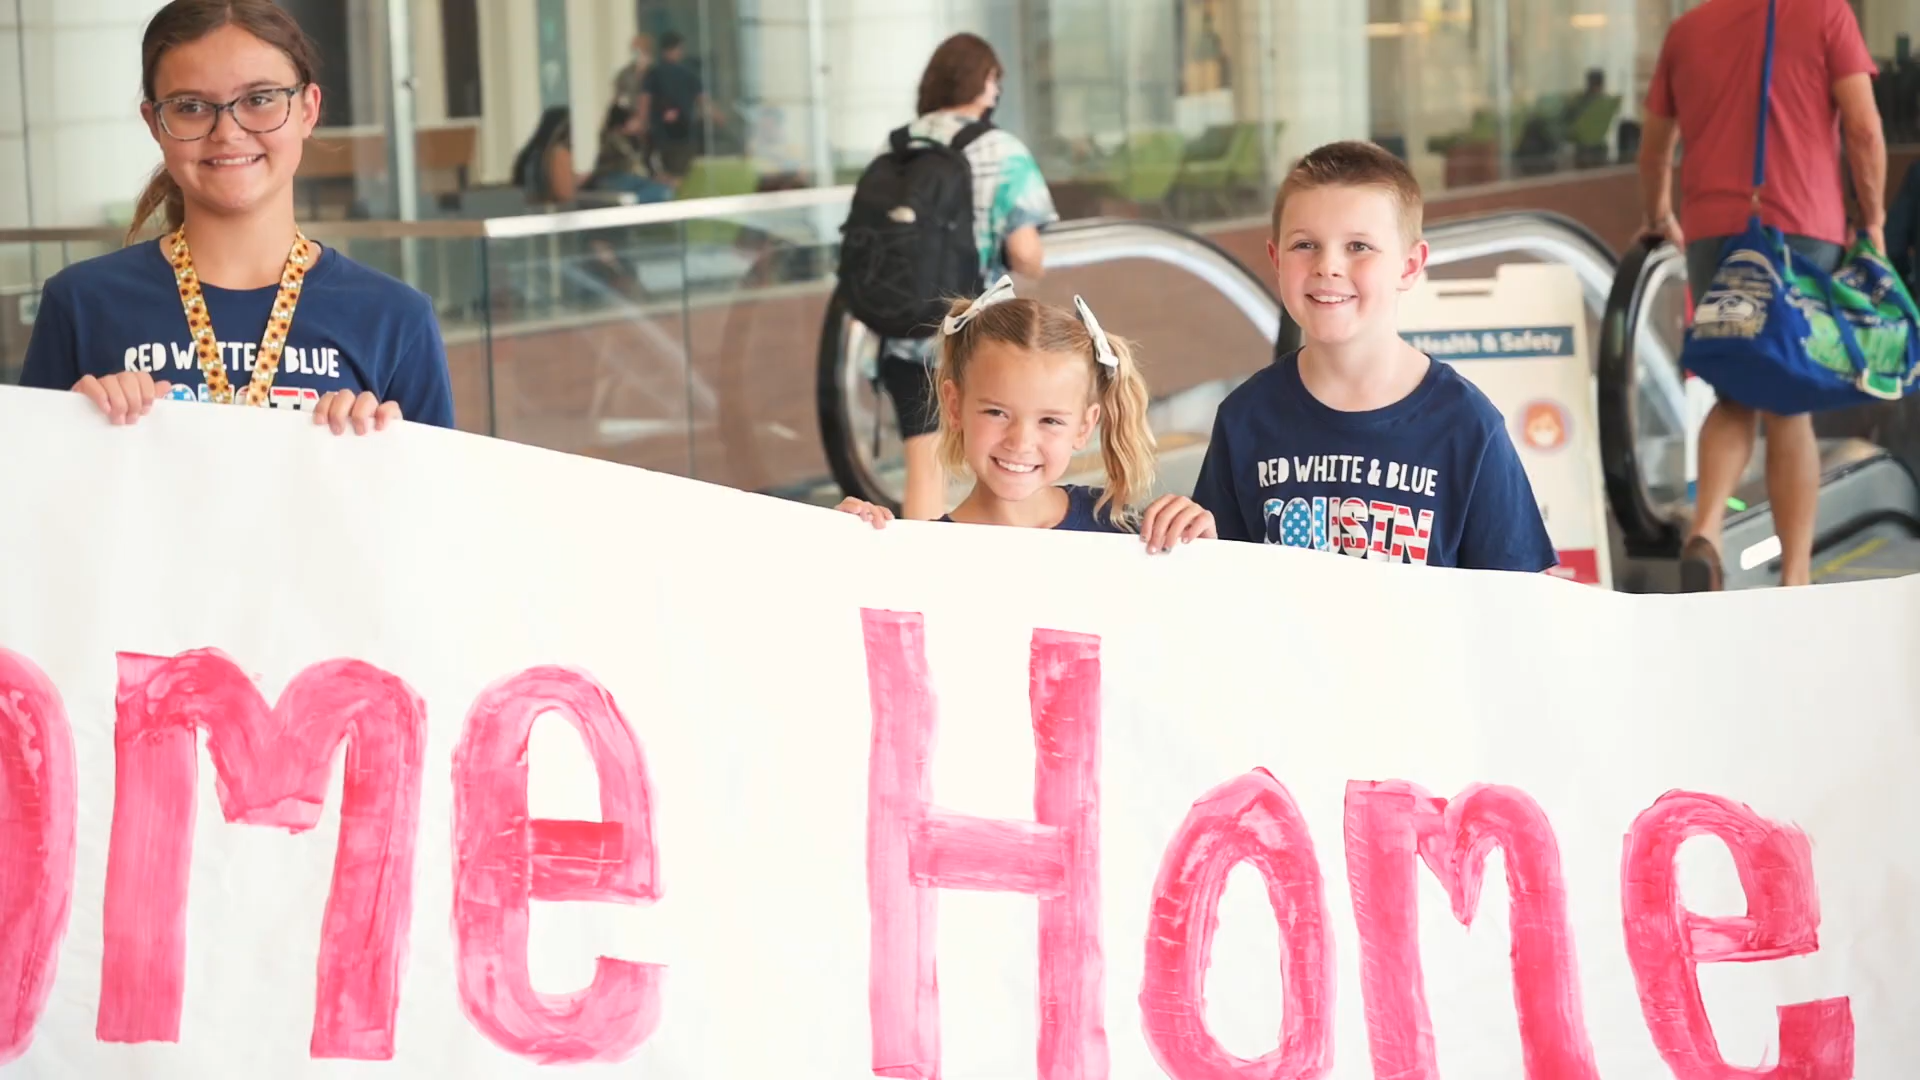 RED WHITE & BLUE
RED WHITE & BLUE
COUSIN
Health & Safety
ome Home